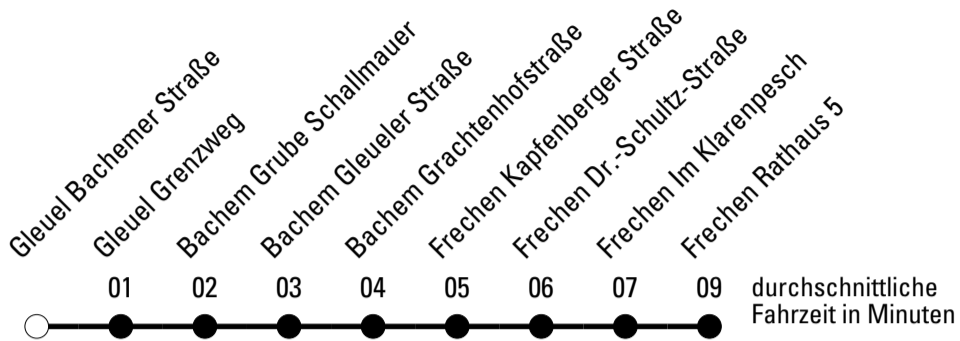 Gleuel Bachemer Straße
Gleuel Grenzweg
Bachem Grube Schallmauer
Bachem Gleueler Straße
Bachem Grachtenhofstraße
Frechen Kapfenberger Straße
Frechen Dr.-Schultz-Straße
Frechen Im Klarenpesch
Frechen Rathaus 5
01 02 03 04 05 06 07 09
durchschnittliche
Fahrzeit in Minuten